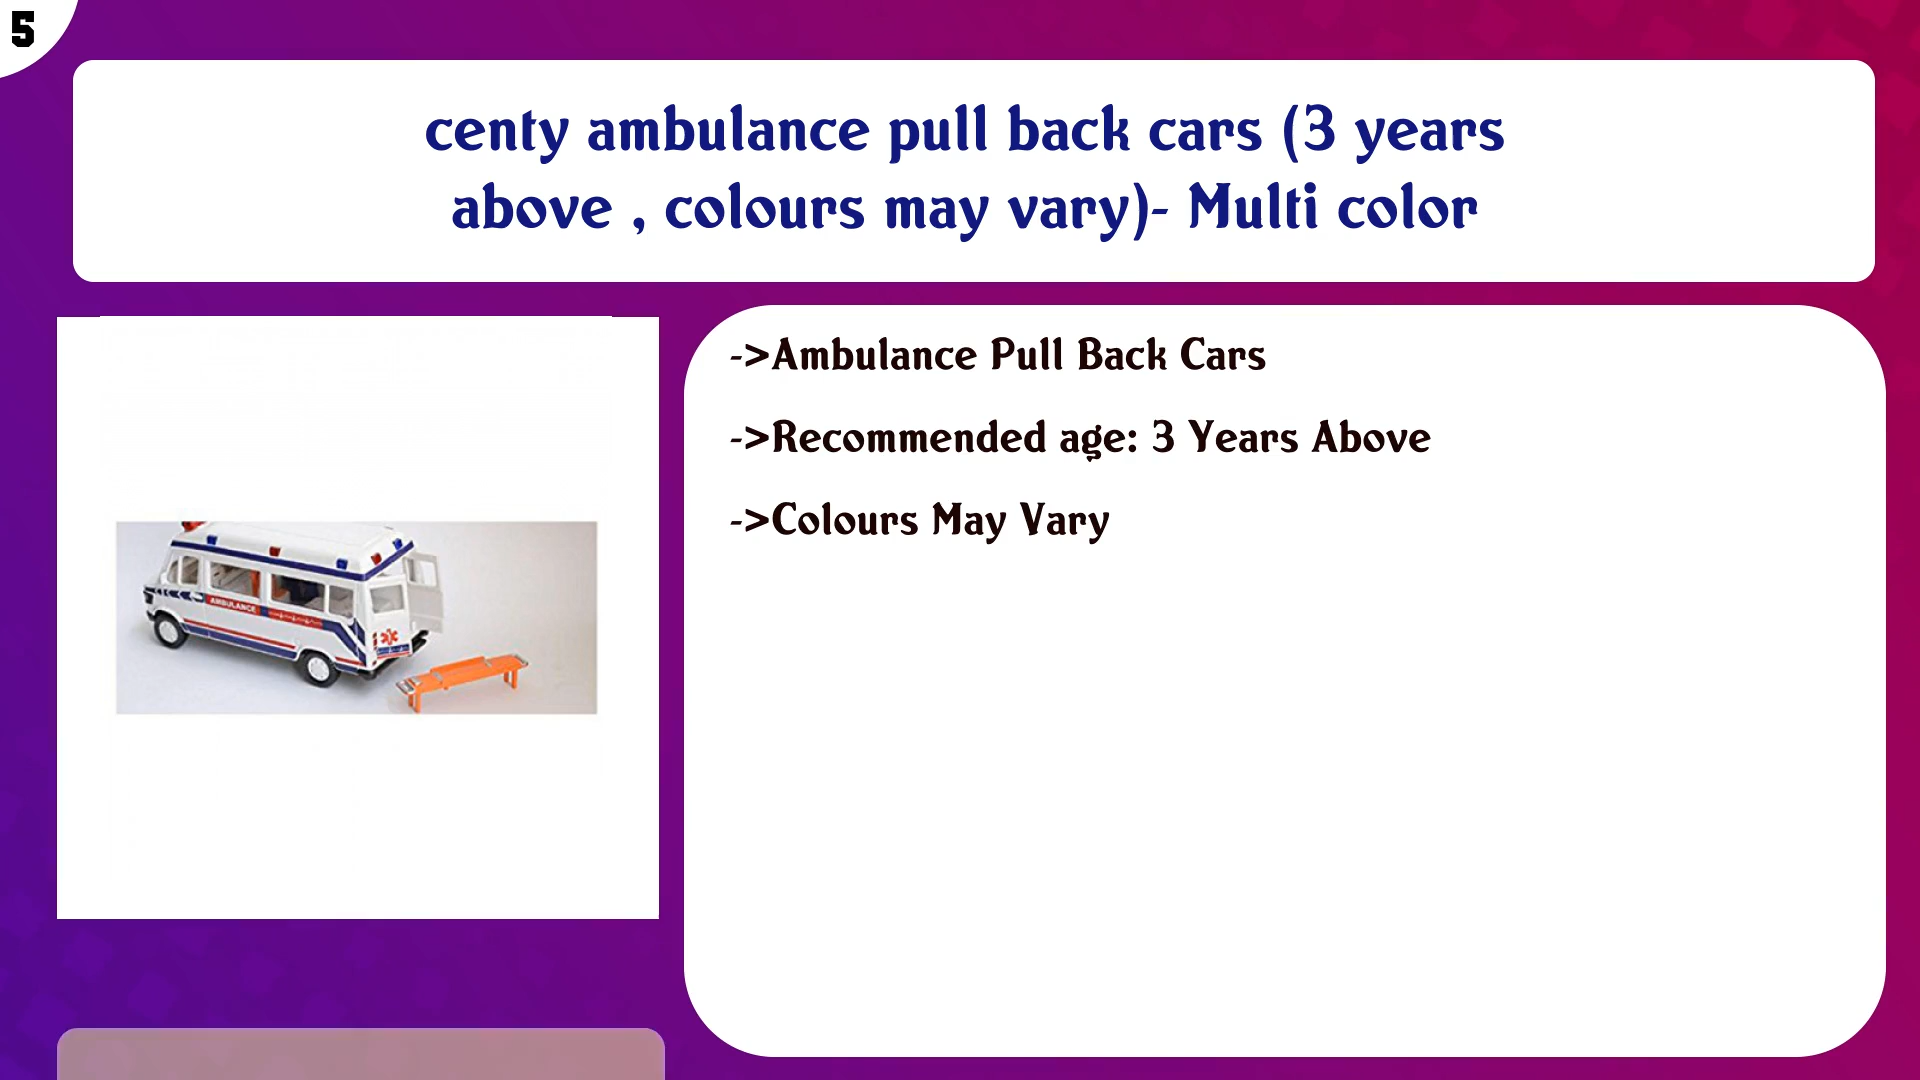 5
centy ambulance pull back cars (3 years
above , colours may vary)- Multi color
->Ambulance Pull Back Cars
->Recommended age: 3 Years Above
->Colours May Vary
AMBULANCE